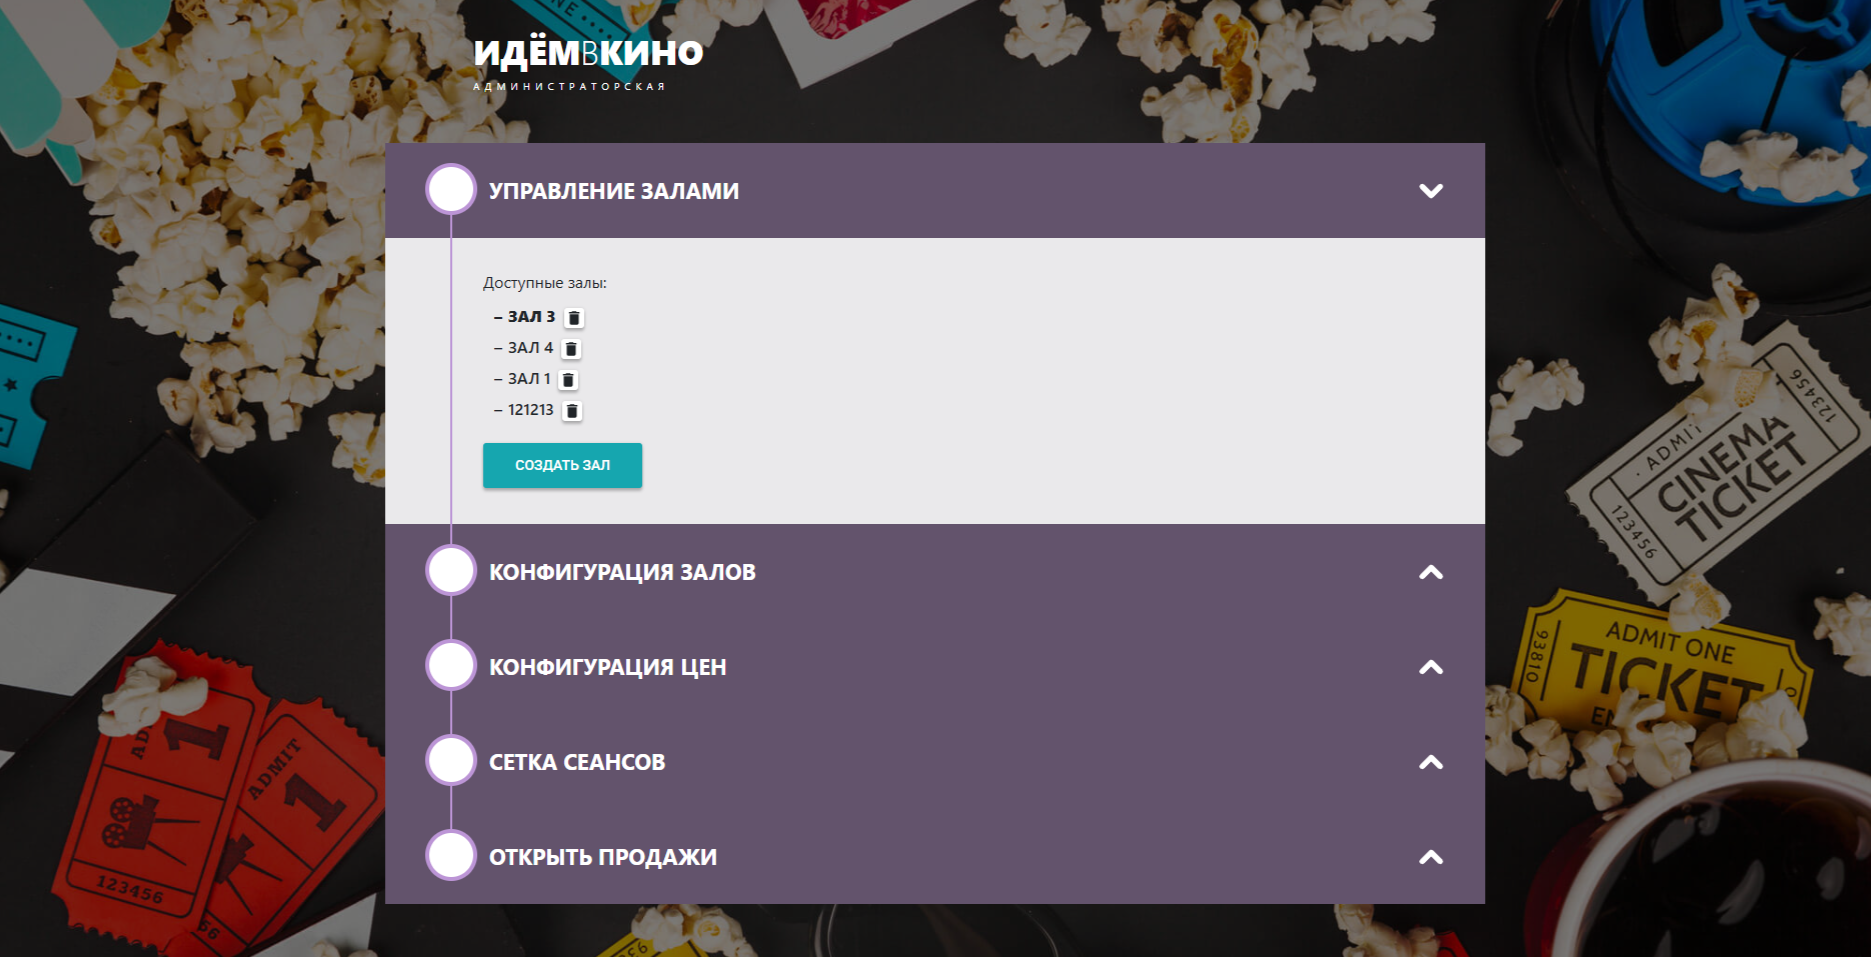 ИДЁМВКИНО
АДМИНИСТРАТОРСКАЯ
УПРАВЛЕНИЕ ЗАЛАМИ
Доступные залы:
– ЗАЛ 3
– ЗАЛ 4
– ЗАЛ 1
– 121213
СОЗДАТЬ ЗАЛ
КОНФИГУРАЦИЯ ЗАЛОВ
КОНФИГУРАЦИЯ ЦЕН
СЕТКА СЕАНСОВ
ОТКРЫТЬ ПРОДАЖИ
123456
· ADMIT
CINEMA
TICKET
123456
ADMIT ONE
TICKET
93810
1
ADMIT
1
123456